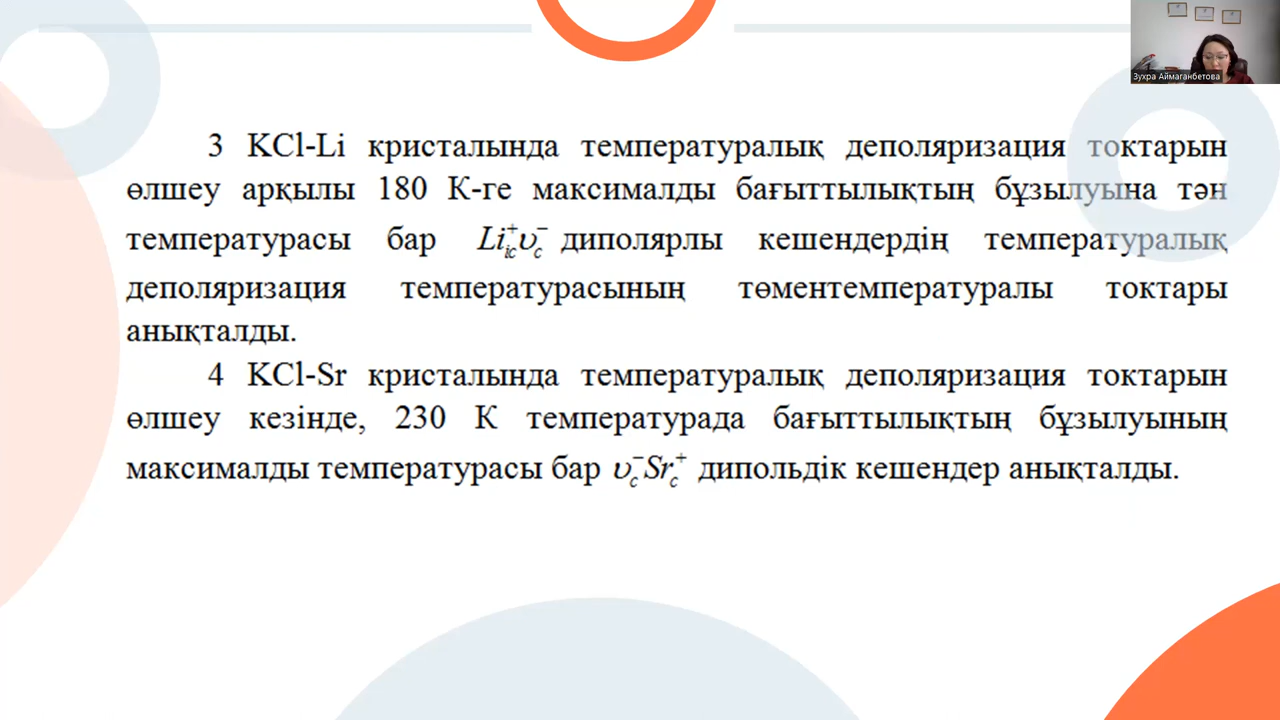 Зухра Аймаганбетова
3 KCl-Li кристалында температуралық деполяризация токтарын
өлшеу арқылы 180 К-ге максималды бағыттылықтың бұзылуына тән
температурасы бар Li⁺ᵢcυ⁻c диполярлы кешендердің температуралық
деполяризация температурасының төментемпературалы токтары
анықталды.
4 KCl-Sr кристалында температуралық деполяризация токтарын
өлшеу кезінде, 230 К температурада бағыттылықтың бұзылуының
максималды температурасы бар υ⁻cSr⁺c дипольдік кешендер анықталды.